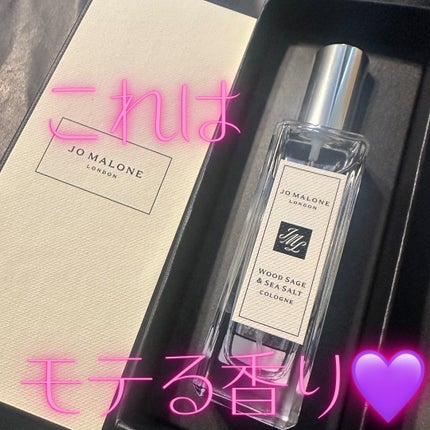 これは
JO MALONE
LONDON
JO MALONE
LONDON
JML
WOOD SAGE
& SEA SALT
COLOGNE
モテる香り💜